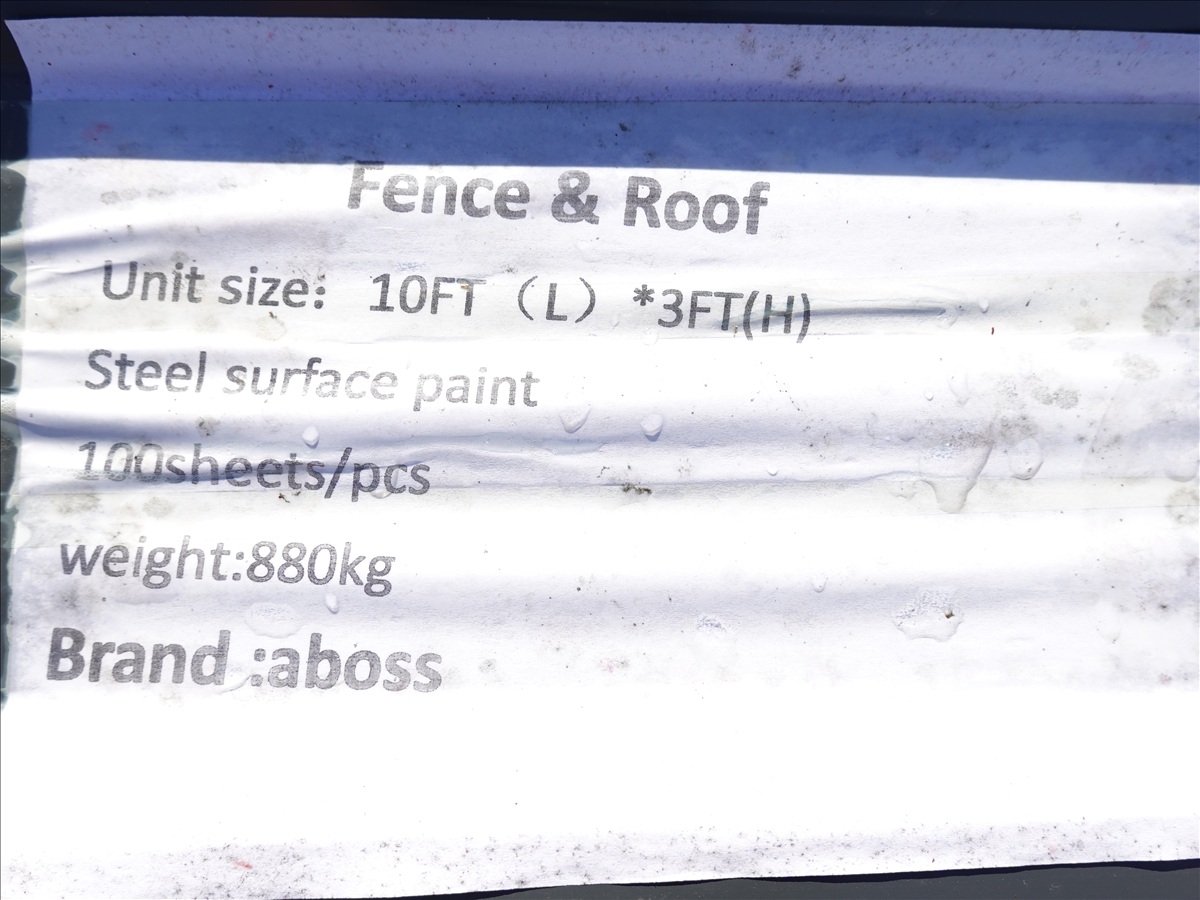 Fence & Roof
Unit size: 10FT (L) *3FT(H)
Steel surface paint
100sheets/pcs
weight:880kg
Brand :aboss